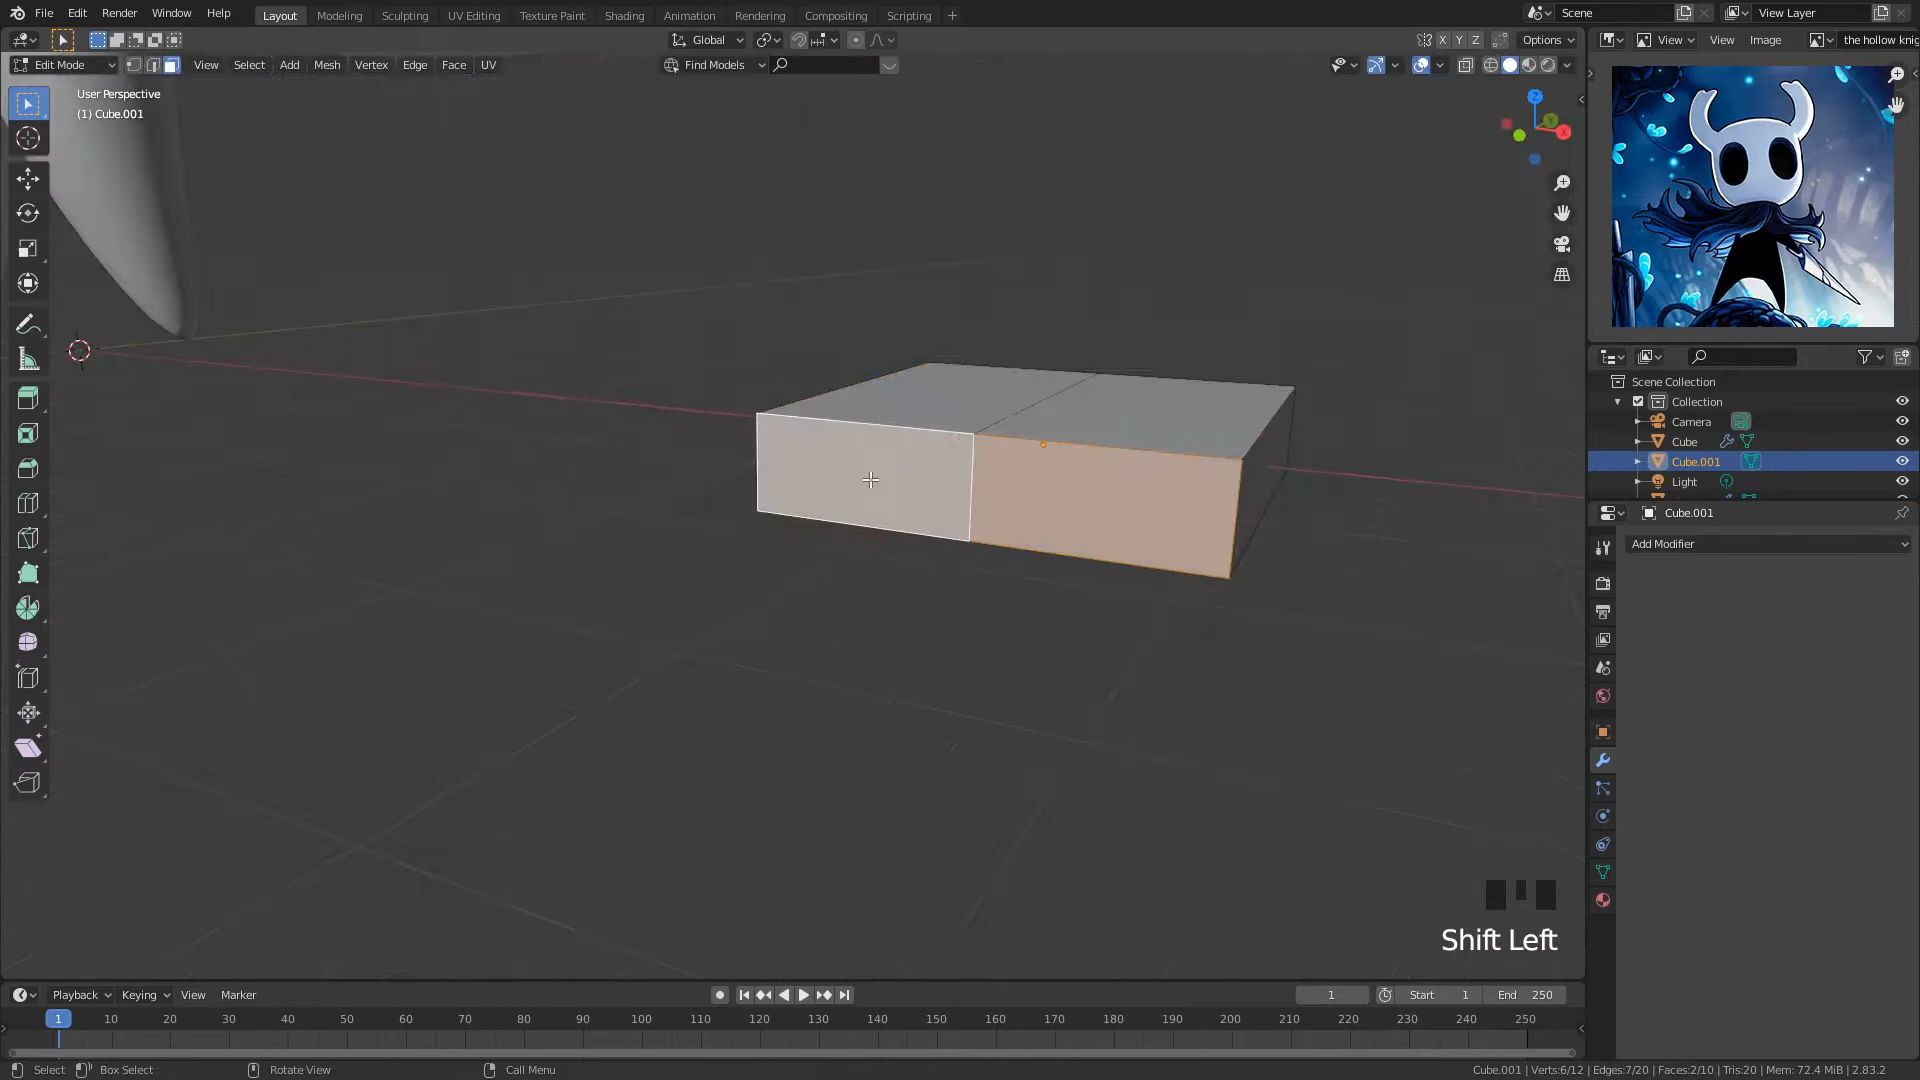 File Edit Render Window Help Layout Modeling Sculpting UV Editing Texture Paint Shading Animation Rendering Compositing Scripting + Scene View Layer
Global X Y Z Options View View Image the hollow knig
Edit Mode View Select Add Mesh Vertex Edge Face UV Find Models
User Perspective
(1) Cube.001
Z
Y
X
Scene Collection
Collection
Camera
Cube
Cube.001
Light
Cube.001
Add Modifier
Shift Left
Playback Keying View Marker 1 Start 1 End 250
1 10 20 30 40 50 60 70 80 90 100 110 120 130 140 150 160 170 180 190 200 210 220 230 240 250
Select Box Select Rotate View Call Menu Cube.001 | Verts:6/12 | Edges:7/20 | Faces:2/10 | Tris:20 | Mem: 72.4 MiB | 2.83.2